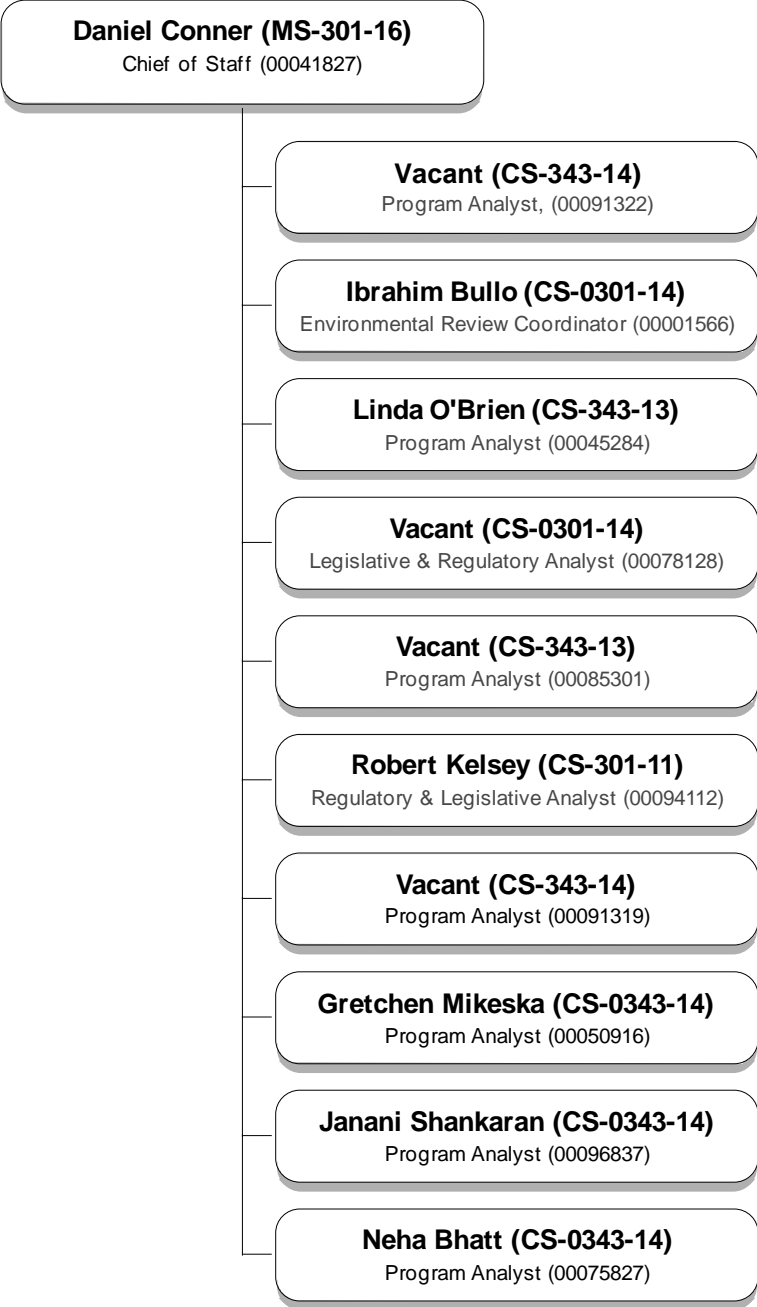 Daniel Conner (MS-301-16)
Chief of Staff (00041827)
Vacant (CS-343-14)
Program Analyst, (00091322)
Ibrahim Bullo (CS-0301-14)
Environmental Review Coordinator (00001566)
Linda O'Brien (CS-343-13)
Program Analyst (00045284)
Vacant (CS-0301-14)
Legislative & Regulatory Analyst (00078128)
Vacant (CS-343-13)
Program Analyst (00085301)
Robert Kelsey (CS-301-11)
Regulatory & Legislative Analyst (00094112)
Vacant (CS-343-14)
Program Analyst (00091319)
Gretchen Mikeska (CS-0343-14)
Program Analyst (00050916)
Janani Shankaran (CS-0343-14)
Program Analyst (00096837)
Neha Bhatt (CS-0343-14)
Program Analyst (00075827)